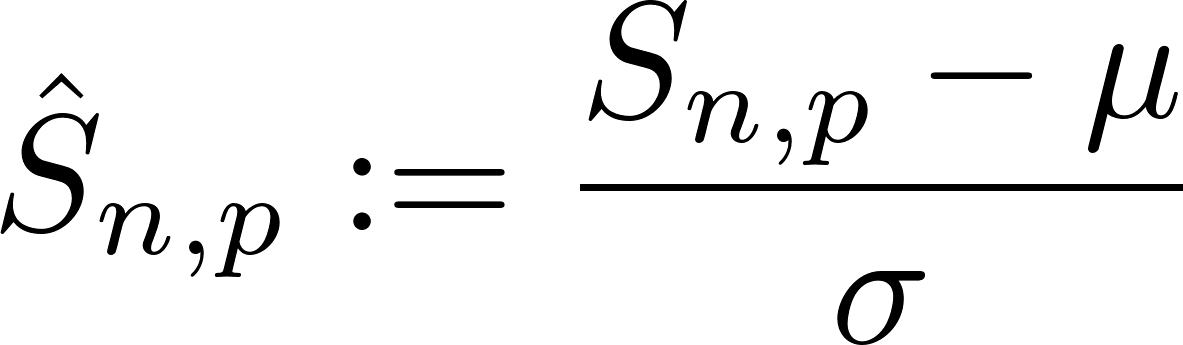 $$\hat{S}_{n,p} := \frac{S_{n,p} - \mu}{\sigma}$$